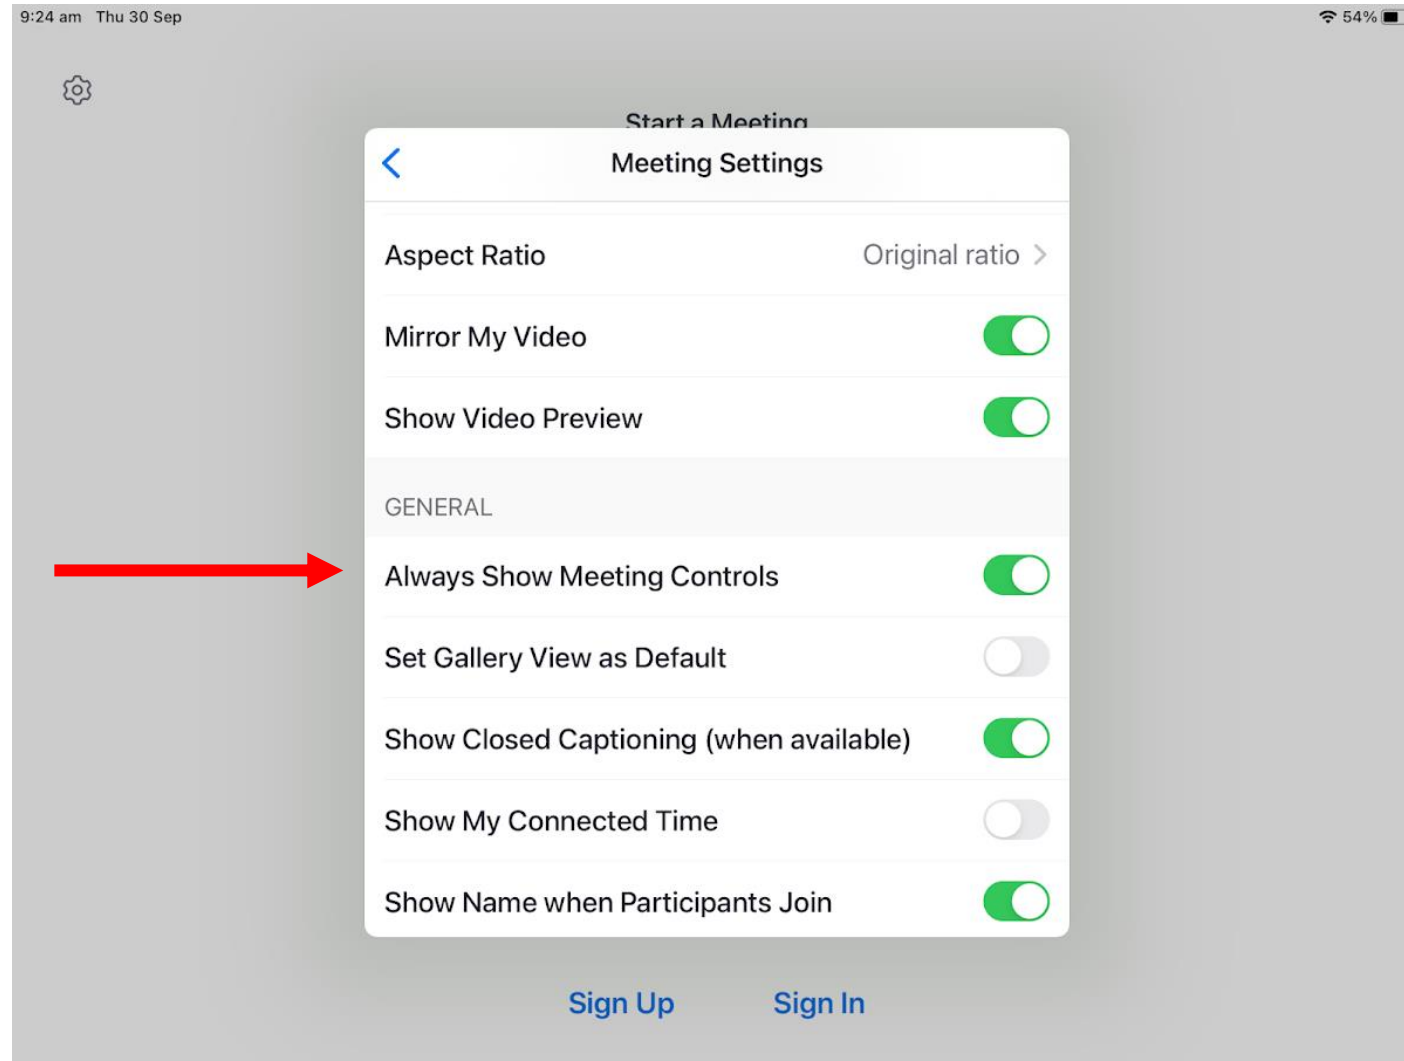 9:24 am Thu 30 Sep
54%
Start a Meeting
Meeting Settings
Aspect Ratio Original ratio
Mirror My Video
Show Video Preview
GENERAL
Always Show Meeting Controls
Set Gallery View as Default
Show Closed Captioning (when available)
Show My Connected Time
Show Name when Participants Join
Sign Up Sign In